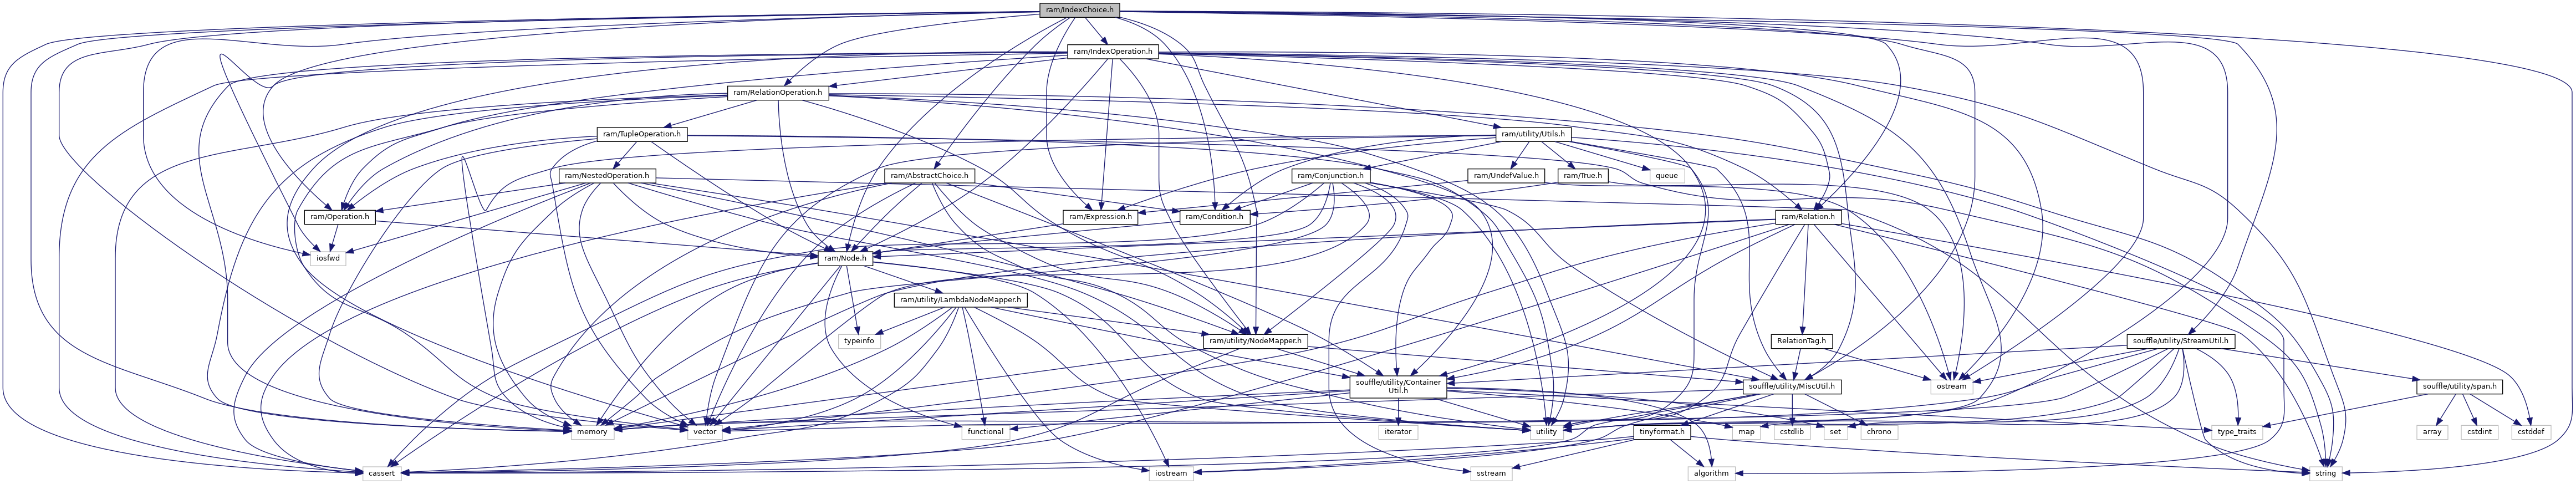 ram/IndexChoice.h
ram/IndexOperation.h
ram/RelationOperation.h
ram/TupleOperation.h
ram/utility/Utils.h
ram/NestedOperation.h
ram/AbstractChoice.h
ram/Conjunction.h
ram/UndefValue.h
ram/True.h
queue
ram/Operation.h
ram/Expression.h
ram/Condition.h
ram/Relation.h
iosfwd
ram/Node.h
ram/utility/LambdaNodeMapper.h
typeinfo
ram/utility/NodeMapper.h
RelationTag.h
souffle/utility/StreamUtil.h
souffle/utility/Container
Util.h
souffle/utility/MiscUtil.h
ostream
souffle/utility/span.h
memory
vector
functional
utility
iterator
tinyformat.h
map
cstdlib
set
chrono
type_traits
array
cstdint
cstddef
cassert
iostream
sstream
algorithm
string